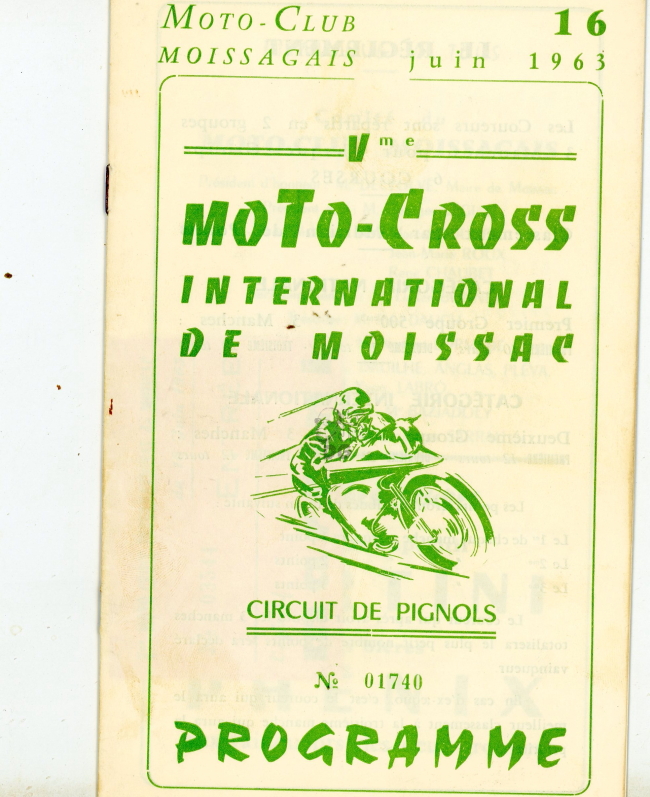 MOTO-CLUB 16
MOISSAGAIS juin 1963
Vme
MOTO-CROSS
INTERNATIONAL
DE MOISSAC
CIRCUIT DE PIGNOLS
№ 01740
PROGRAMME